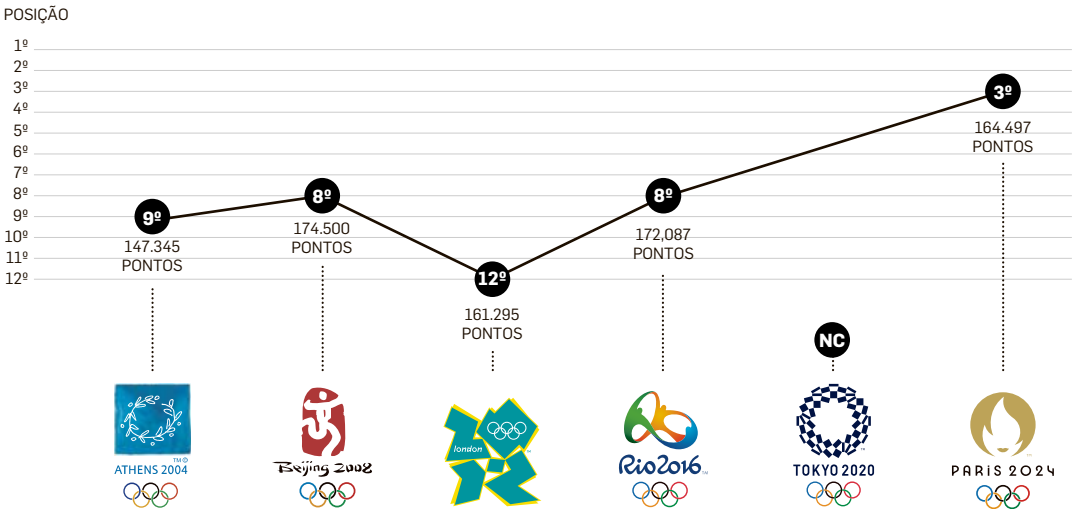 POSIÇÃO
1º
2º
3º
4º
5º
6º
7º
8º
9º
10º
11º
12º
9º
147.345
PONTOS
8º
174.500
PONTOS
12º
161.295
PONTOS
8º
172,087
PONTOS
NC
3º
164.497
PONTOS
TM©
ATHENS 2004
Beijing 2008
london
Rio2016
TM
TOKYO 2020
PARIS 2024